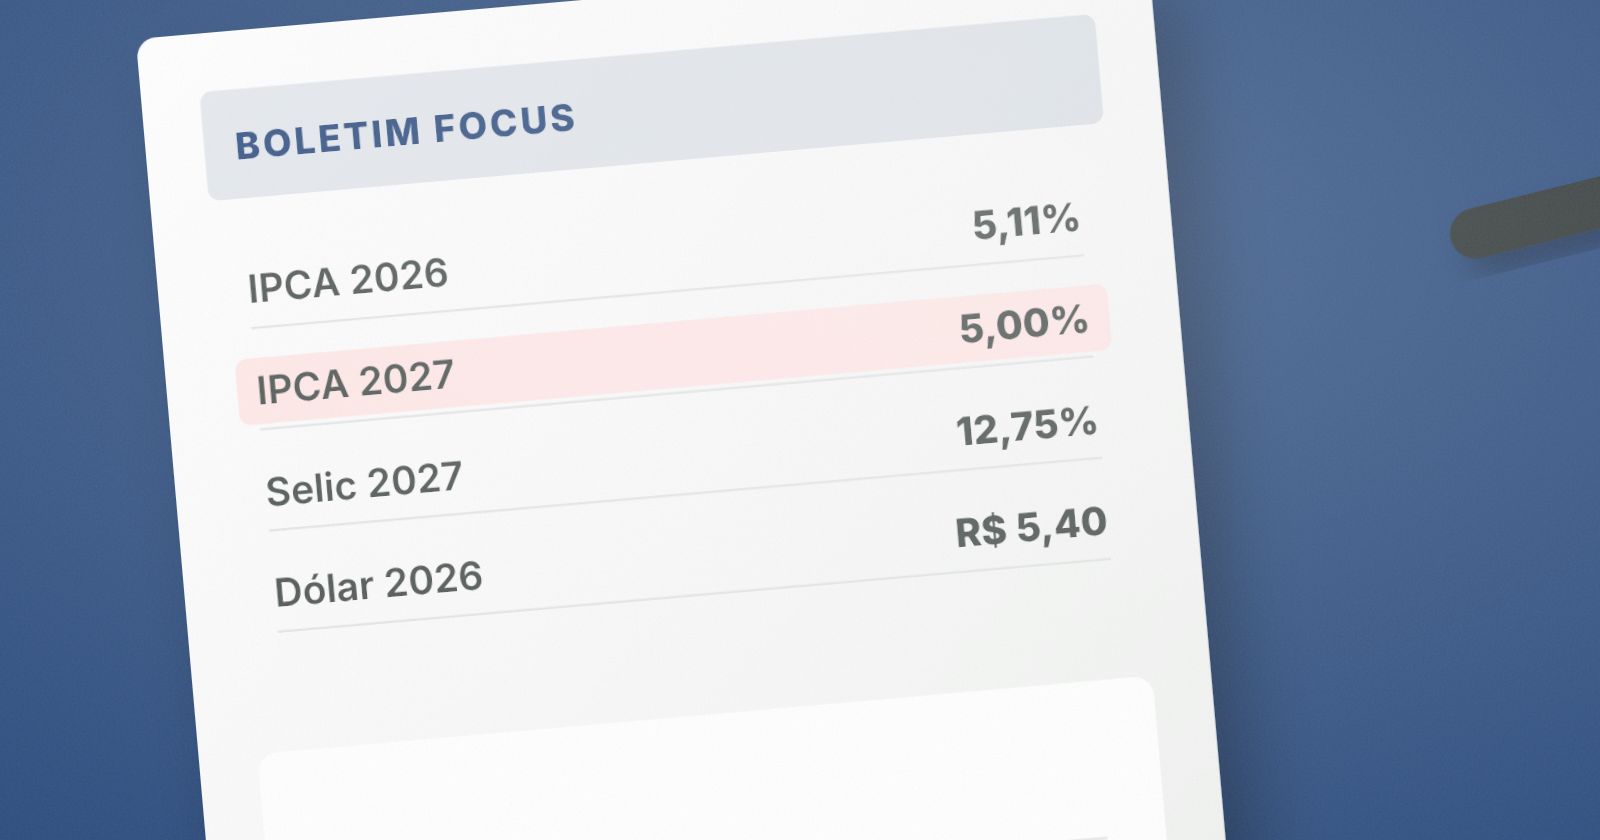 BOLETIM FOCUS
IPCA 2026 5,11%
IPCA 2027 5,00%
Selic 2027 12,75%
Dólar 2026 R$ 5,40